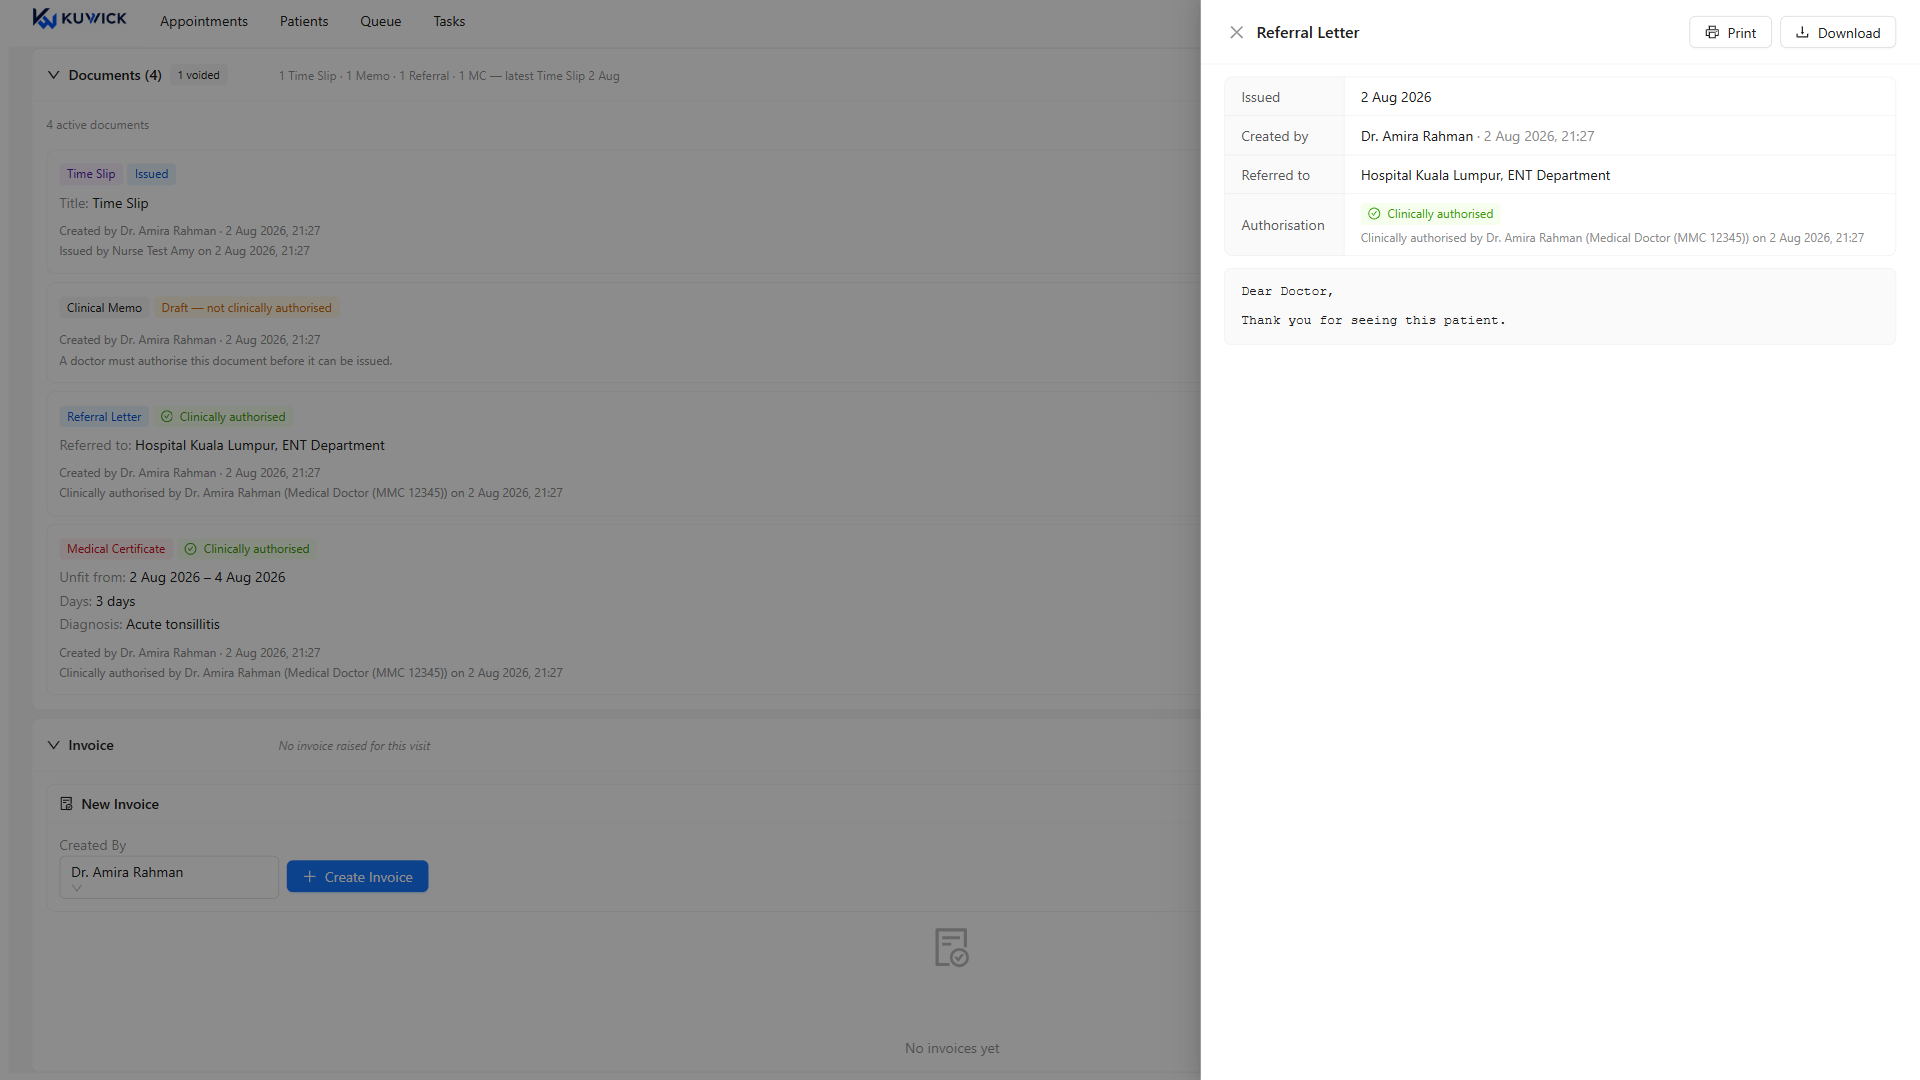 KUWICK
Appointments
Patients
Queue
Tasks
Documents (4)
1 voided
1 Time Slip · 1 Memo · 1 Referral · 1 MC — latest Time Slip 2 Aug
4 active documents
Time Slip
Issued
Title: Time Slip
Created by Dr. Amira Rahman · 2 Aug 2026, 21:27
Issued by Nurse Test Amy on 2 Aug 2026, 21:27
Clinical Memo
Draft — not clinically authorised
Created by Dr. Amira Rahman · 2 Aug 2026, 21:27
A doctor must authorise this document before it can be issued.
Referral Letter
Clinically authorised
Referred to: Hospital Kuala Lumpur, ENT Department
Created by Dr. Amira Rahman · 2 Aug 2026, 21:27
Clinically authorised by Dr. Amira Rahman (Medical Doctor (MMC 12345)) on 2 Aug 2026, 21:27
Medical Certificate
Clinically authorised
Unfit from: 2 Aug 2026 – 4 Aug 2026
Days: 3 days
Diagnosis: Acute tonsillitis
Created by Dr. Amira Rahman · 2 Aug 2026, 21:27
Clinically authorised by Dr. Amira Rahman (Medical Doctor (MMC 12345)) on 2 Aug 2026, 21:27
Invoice
No invoice raised for this visit
New Invoice
Created By
Dr. Amira Rahman
Create Invoice
No invoices yet
Referral Letter
Print
Download
Issued
2 Aug 2026
Created by
Dr. Amira Rahman · 2 Aug 2026, 21:27
Referred to
Hospital Kuala Lumpur, ENT Department
Authorisation
Clinically authorised
Clinically authorised by Dr. Amira Rahman (Medical Doctor (MMC 12345)) on 2 Aug 2026, 21:27
Dear Doctor,
Thank you for seeing this patient.